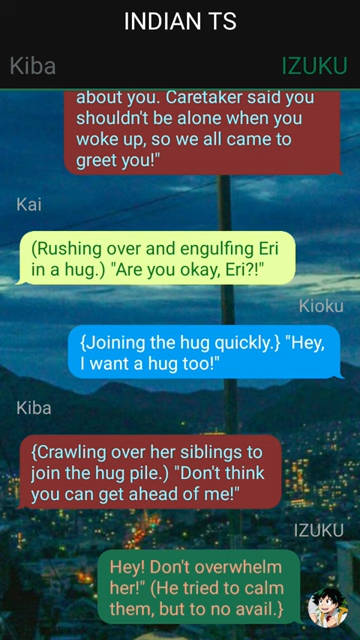 INDIAN TS
Kiba
IZUKU
about you. Caretaker said you
shouldn't be alone when you
woke up, so we all came to
greet you!"
Kai
(Rushing over and engulfing Eri
in a hug.) "Are you okay, Eri?!"
Kioku
{Joining the hug quickly.} "Hey,
I want a hug too!"
Kiba
{Crawling over her siblings to
join the hug pile.) "Don't think
you can get ahead of me!"
IZUKU
Hey! Don't overwhelm
her!" (He tried to calm
them, but to no avail.}